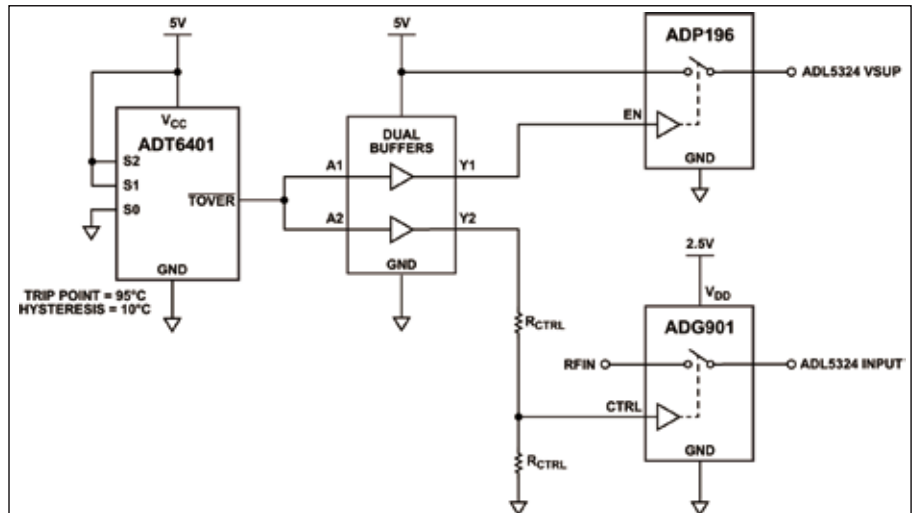 5V
VCC
ADT6401
S2
S1
S0
TOVER
GND
TRIP POINT = 95°C
HYSTERESIS = 10°C
5V
DUAL
BUFFERS
A1
Y1
A2
Y2
GND
RCTRL
RCTRL
ADP196
ADL5324 VSUP
EN
GND
2.5V
VDD
ADG901
RFIN
ADL5324 INPUT
CTRL
GND